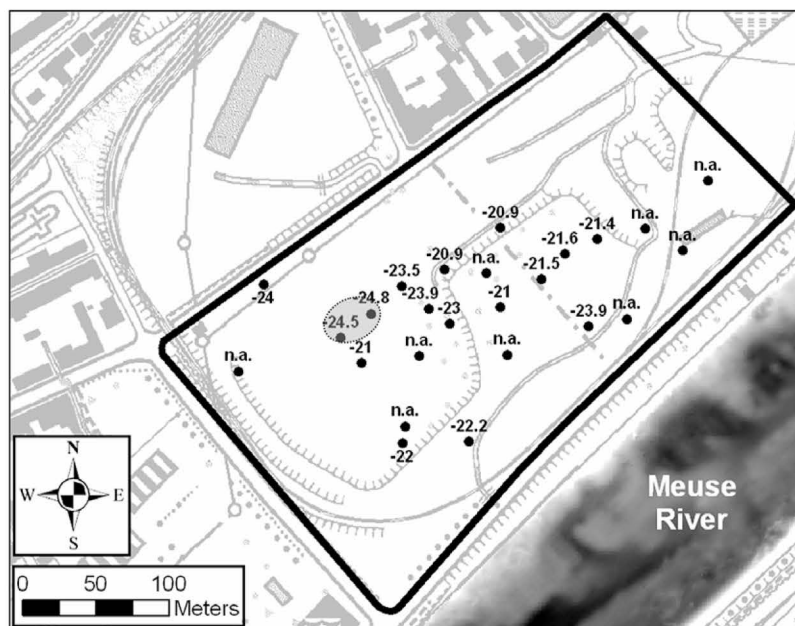 n.a.
-20.9
-21.4
n.a.
n.a.
-21.6
-20.9
n.a.
-23.5
-21.5
-24
-24.8
-23.9
-21
-24.5
-23
-23.9
n.a.
-21
n.a.
n.a.
n.a.
n.a.
-22.2
-22
N
W
E
S
Meuse
River
0 50 100
Meters